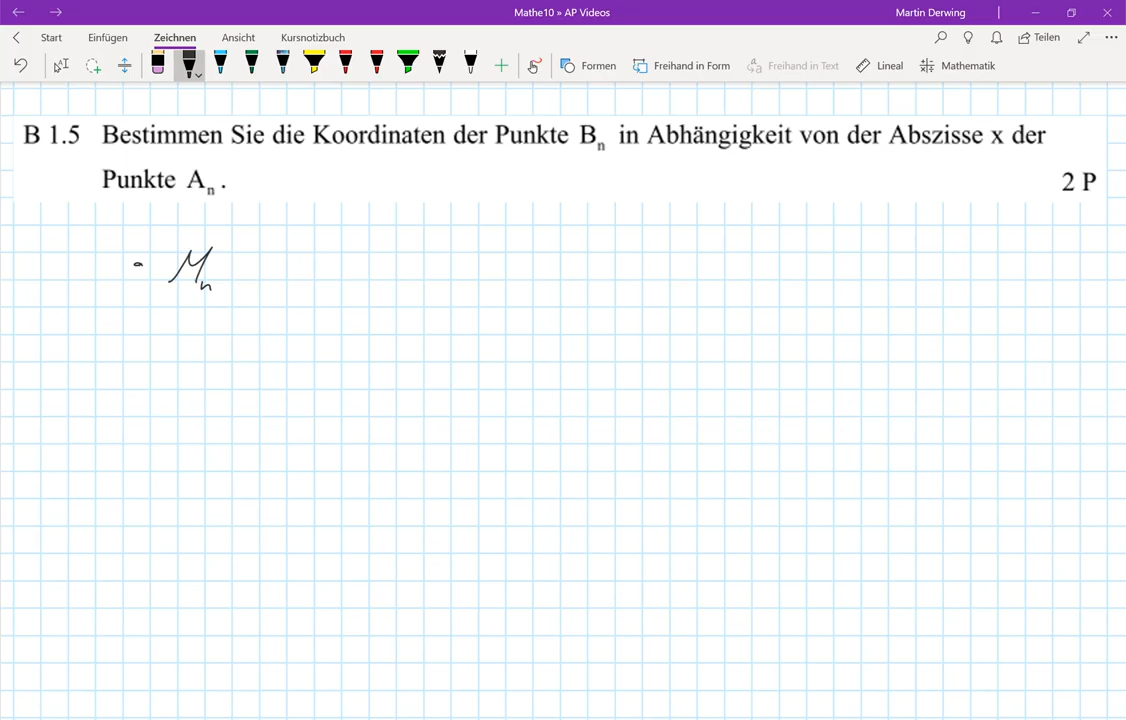 Mathe10 » AP Videos
Martin Derwing
Start Einfügen Zeichnen Ansicht Kursnotizbuch
Teilen
Formen Freihand in Form Freihand in Text Lineal Mathematik
B 1.5 Bestimmen Sie die Koordinaten der Punkte Bn in Abhängigkeit von der Abszisse x der
Punkte An.
2 P
Mn